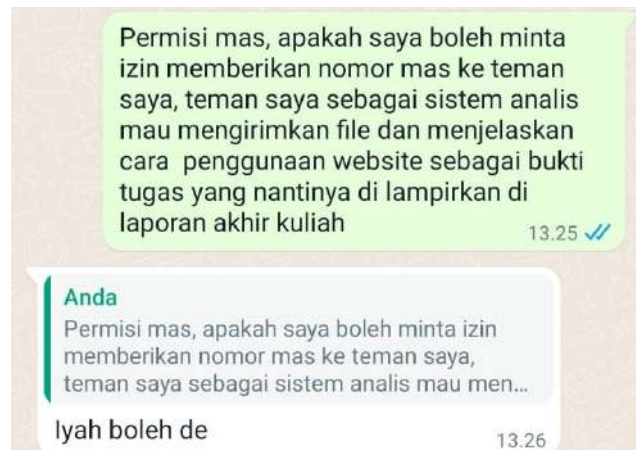 Permisi mas, apakah saya boleh minta
izin memberikan nomor mas ke teman
saya, teman saya sebagai sistem analis
mau mengirimkan file dan menjelaskan
cara penggunaan website sebagai bukti
tugas yang nantinya di lampirkan di
laporan akhir kuliah
13.25
Anda
Permisi mas, apakah saya boleh minta izin
memberikan nomor mas ke teman saya,
teman saya sebagai sistem analis mau men...
Iyah boleh de
13.26